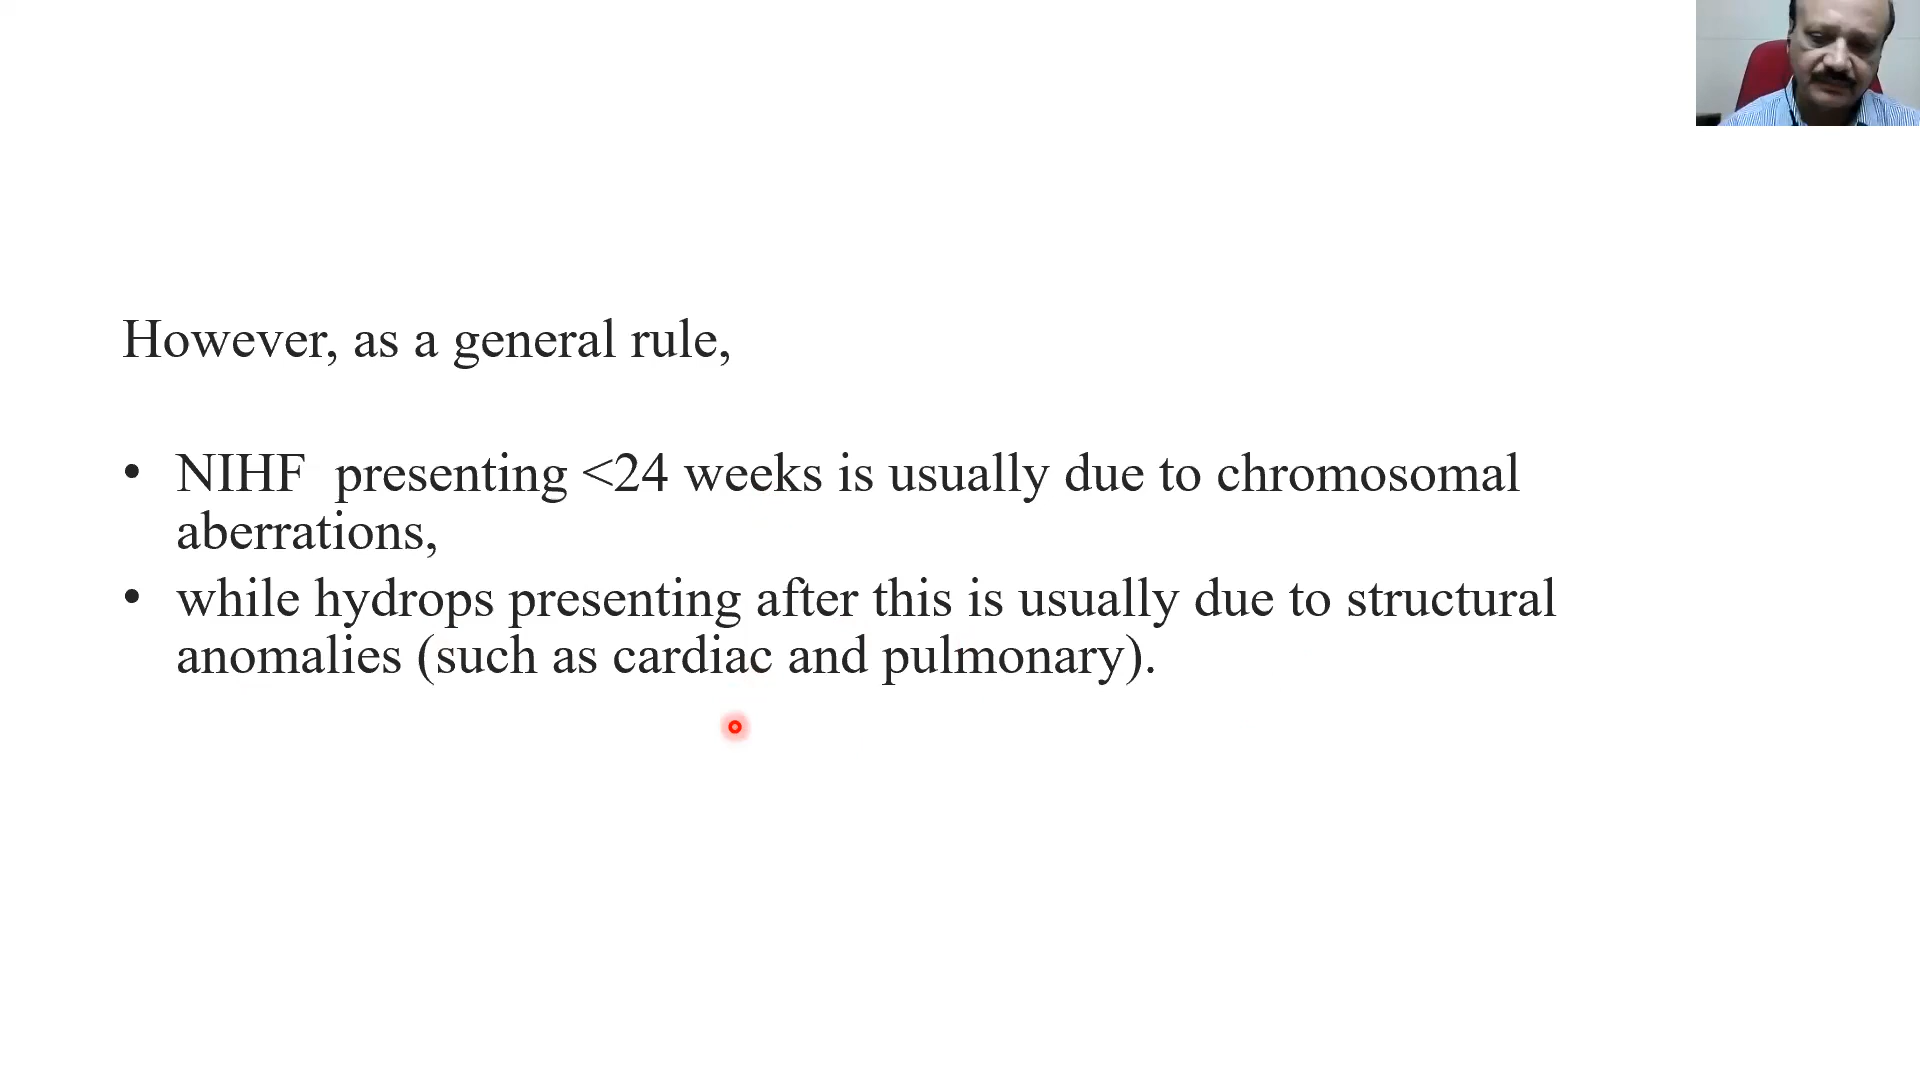 However, as a general rule,
• NIHF presenting <24 weeks is usually due to chromosomal
aberrations,
• while hydrops presenting after this is usually due to structural
anomalies (such as cardiac and pulmonary).